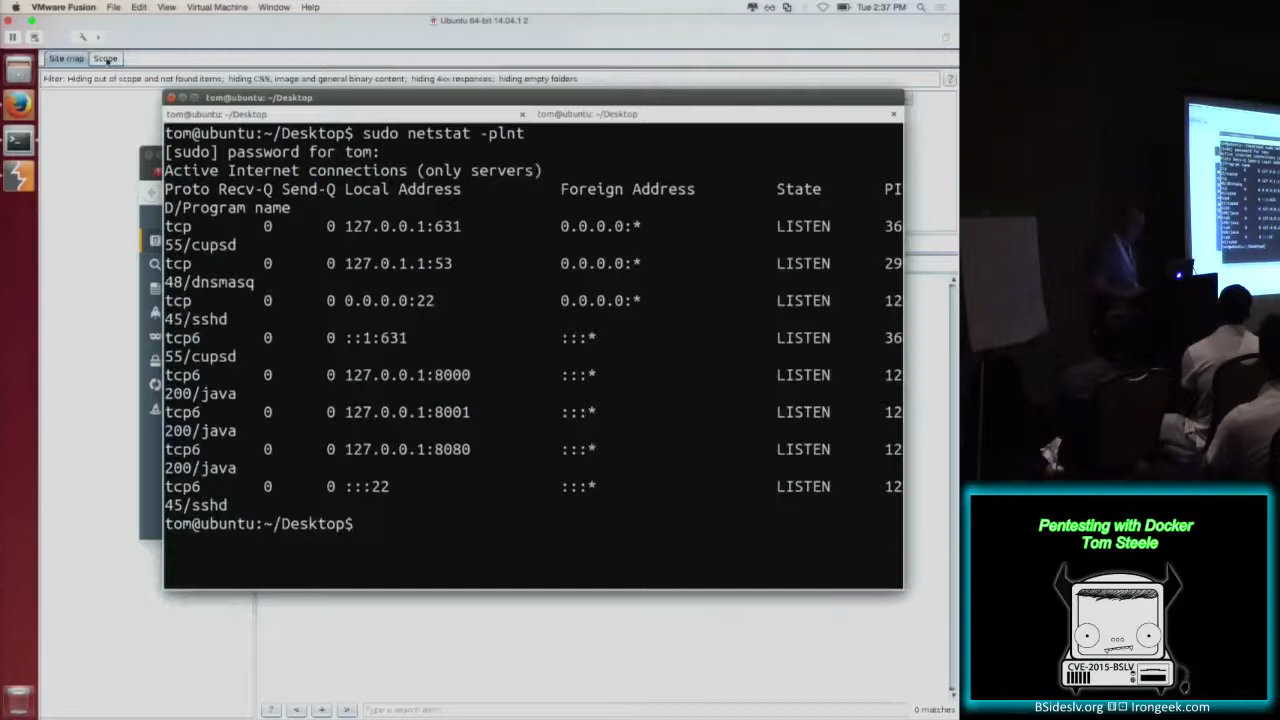 VMware Fusion File Edit View Virtual Machine Window Help Tue 2:37 PM
Ubuntu 64-bit 14.04.1 2
Site map Scope
Filter: Hiding out of scope and not found items; hiding CSS, image and general binary content; hiding 4xx responses; hiding empty folders ?
tom@ubuntu: ~/Desktop
tom@ubuntu: ~/Desktop × tom@ubuntu: ~/Desktop ×
tom@ubuntu:~/Desktop$ sudo netstat -plnt
[sudo] password for tom:
Active Internet connections (only servers)
Proto Recv-Q Send-Q Local Address Foreign Address State PI
D/Program name
tcp 0 0 127.0.0.1:631 0.0.0.0:* LISTEN 36
55/cupsd
tcp 0 0 127.0.1.1:53 0.0.0.0:* LISTEN 29
48/dnsmasq
tcp 0 0 0.0.0.0:22 0.0.0.0:* LISTEN 12
45/sshd
tcp6 0 0 ::1:631 :::* LISTEN 36
55/cupsd
tcp6 0 0 127.0.0.1:8000 :::* LISTEN 12
200/java
tcp6 0 0 127.0.0.1:8001 :::* LISTEN 12
200/java
tcp6 0 0 127.0.0.1:8080 :::* LISTEN 12
200/java
tcp6 0 0 :::22 :::* LISTEN 12
45/sshd
tom@ubuntu:~/Desktop$
? < + > Type a search term 0 matches
Pentesting with Docker
Tom Steele
CVE-2015-BSLV
BSideslv.org Irongeek.com